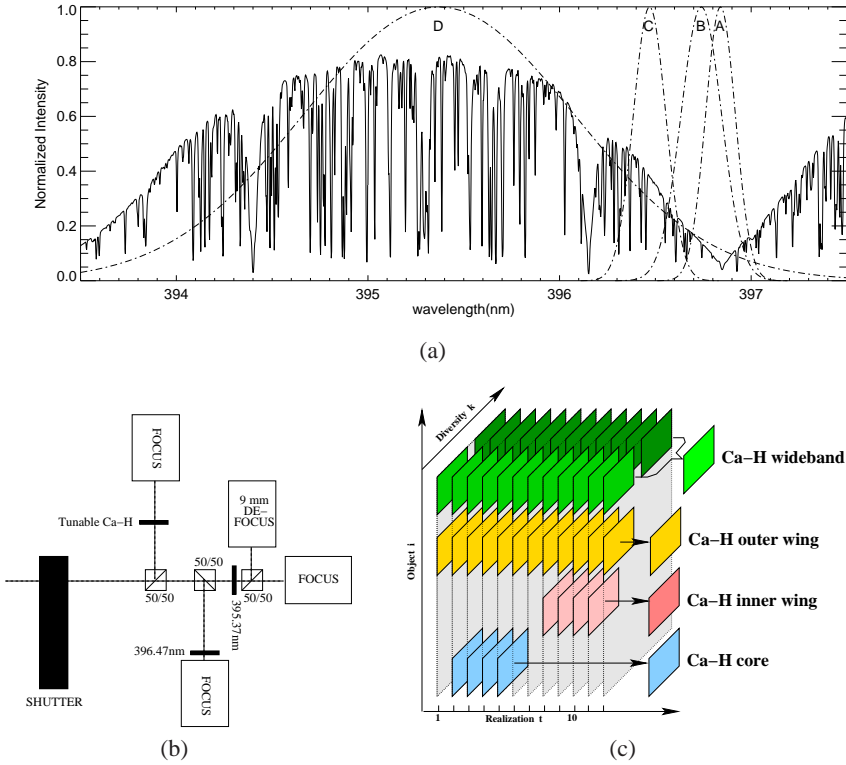 1.0
0.8
0.6
0.4
0.2
0.0
Normalized Intensity
D
C
B
A
394
395
396
397
wavelength(nm)
(a)
FOCUS
9 mm
DE−
FOCUS
Tunable Ca−H
50/50
50/50
50/50
FOCUS
395.37nm
396.47nm
FOCUS
SHUTTER
(b)
Diversity k
Object i
Ca−H wideband
Ca−H outer wing
Ca−H inner wing
Ca−H core
1
Realization t
10
(c)